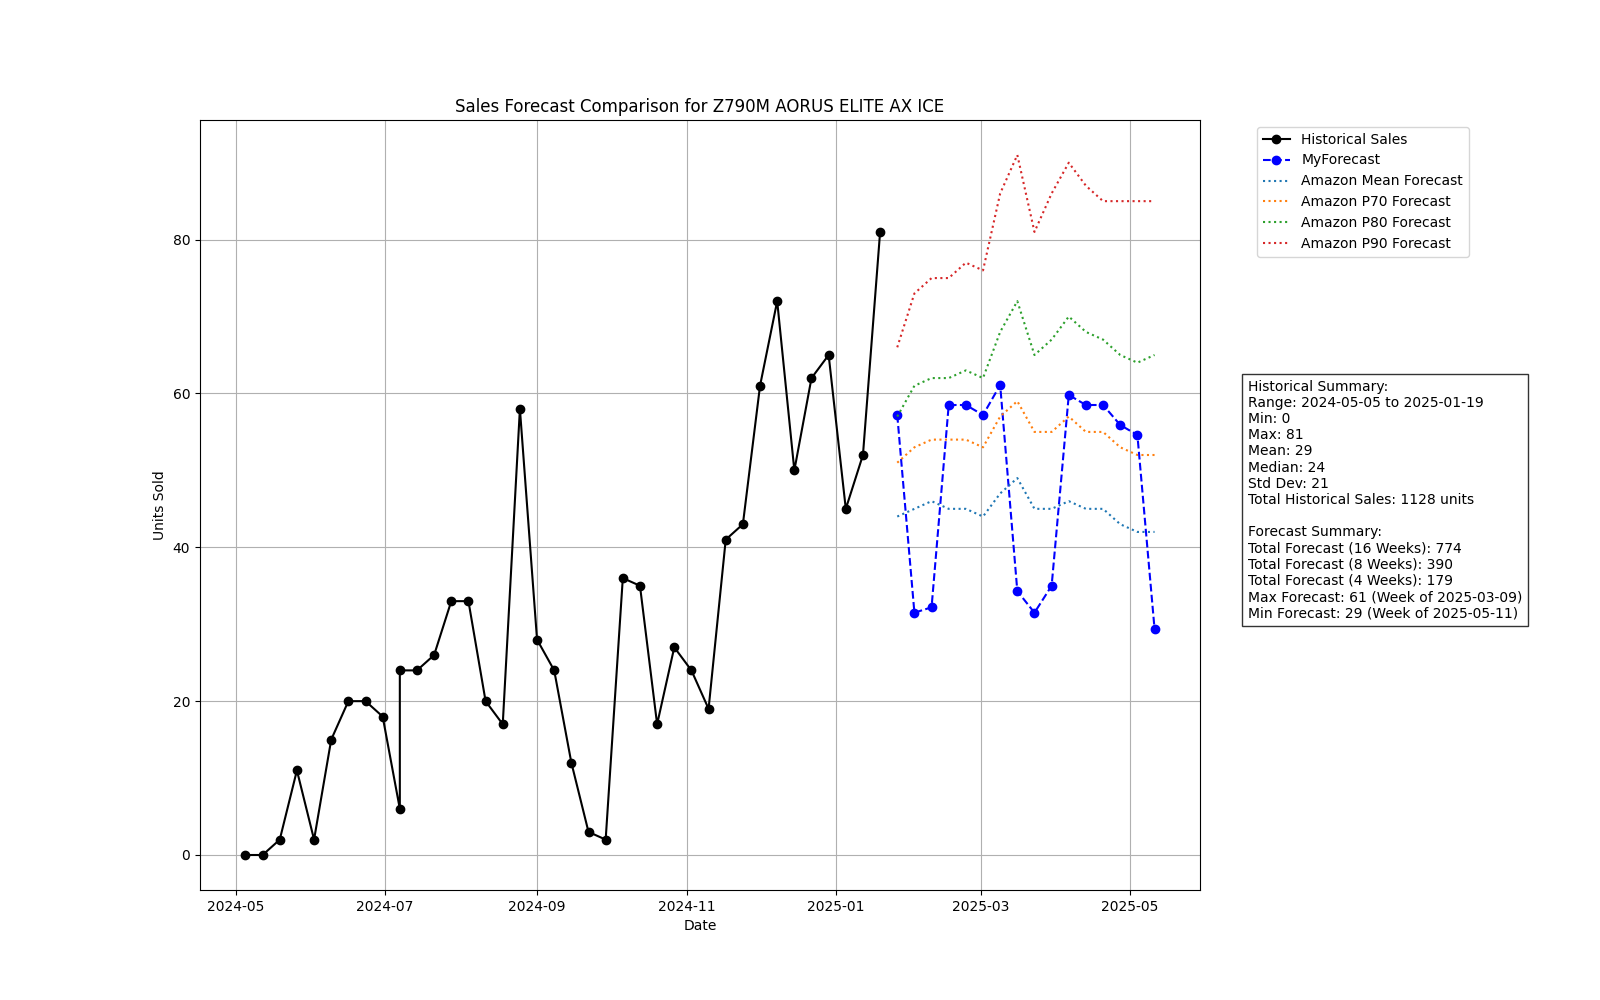 Sales Forecast Comparison for Z790M AORUS ELITE AX ICE
Units Sold
80
60
40
20
0
2024-05
2024-07
2024-09
2024-11
2025-01
2025-03
2025-05
Date
Historical Sales
MyForecast
Amazon Mean Forecast
Amazon P70 Forecast
Amazon P80 Forecast
Amazon P90 Forecast
Historical Summary:
Range: 2024-05-05 to 2025-01-19
Min: 0
Max: 81
Mean: 29
Median: 24
Std Dev: 21
Total Historical Sales: 1128 units
Forecast Summary:
Total Forecast (16 Weeks): 774
Total Forecast (8 Weeks): 390
Total Forecast (4 Weeks): 179
Max Forecast: 61 (Week of 2025-03-09)
Min Forecast: 29 (Week of 2025-05-11)